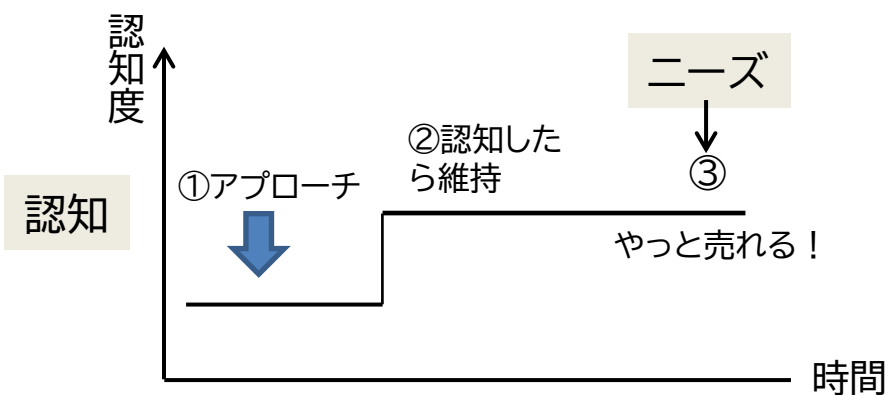 認知度
ニーズ
②認知した
ら維持
①アプローチ
③
認知
やっと売れる！
時間